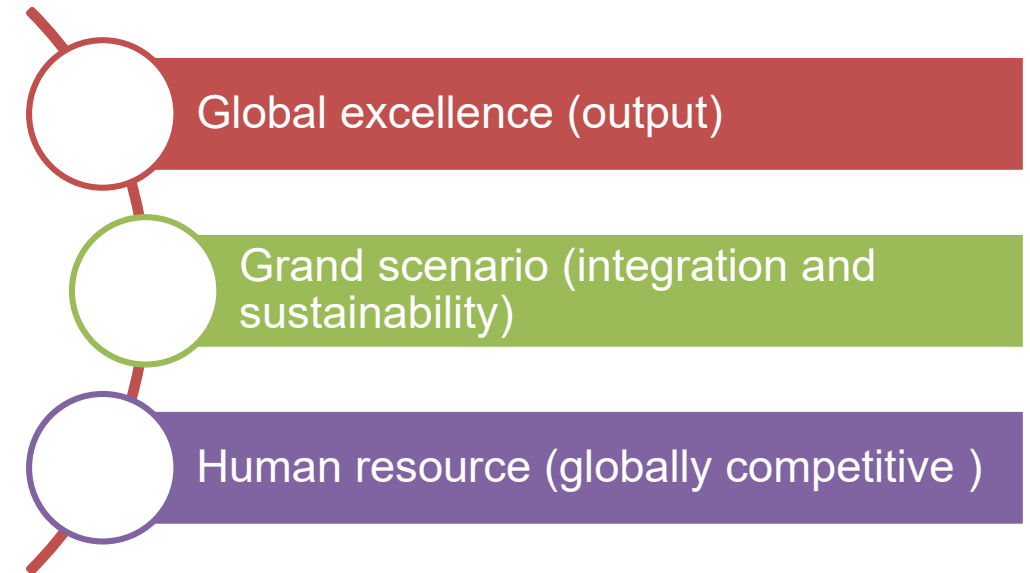 Global excellence (output)
Grand scenario (integration and
sustainability)
Human resource (globally competitive )